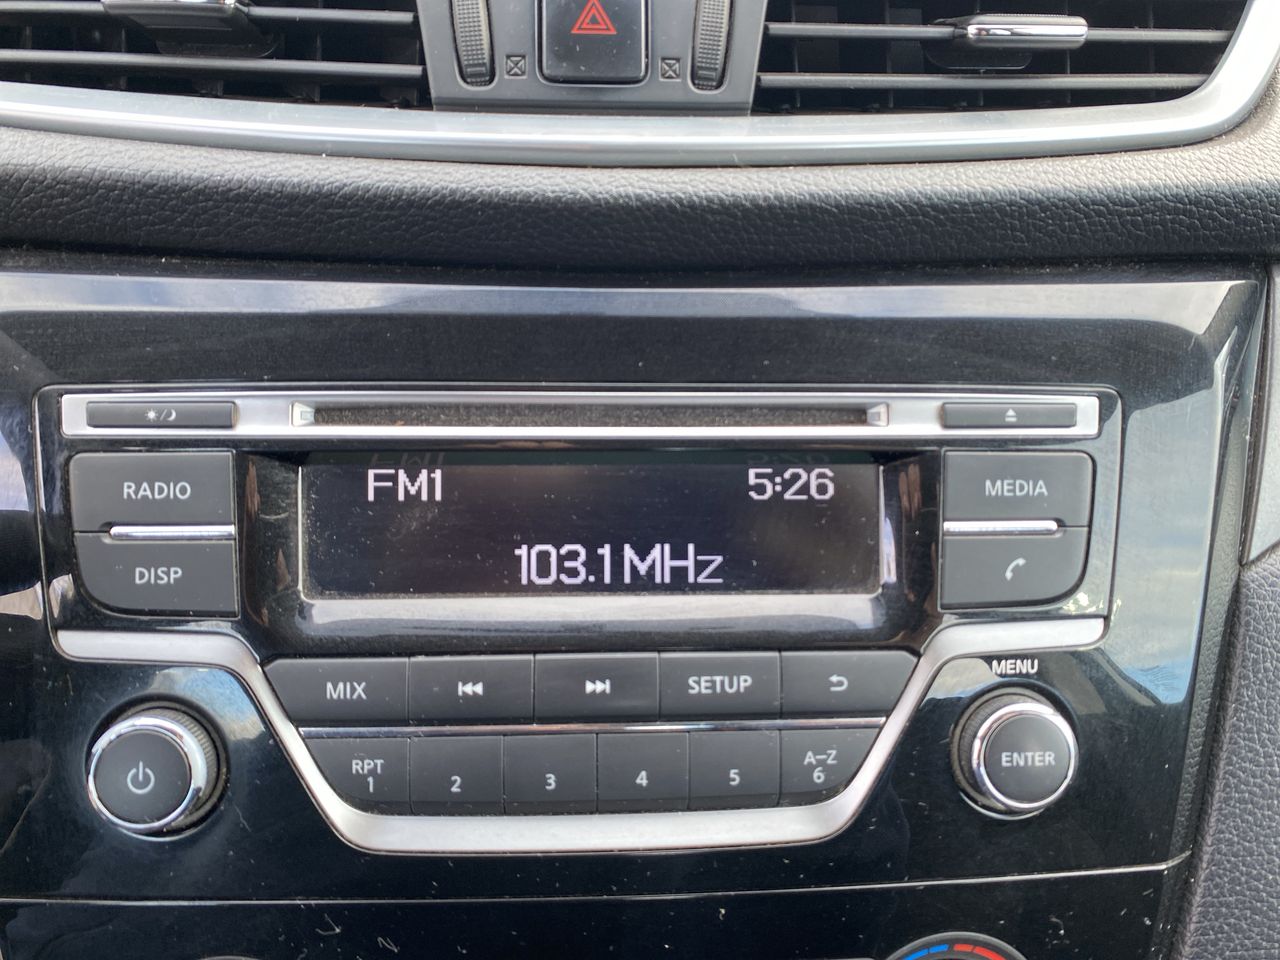 FM1 5:26
103.1 MHz
RADIO
MEDIA
DISP
MENU
MIX
SETUP
RPT
1
2
3
4
5
A-Z
6
ENTER